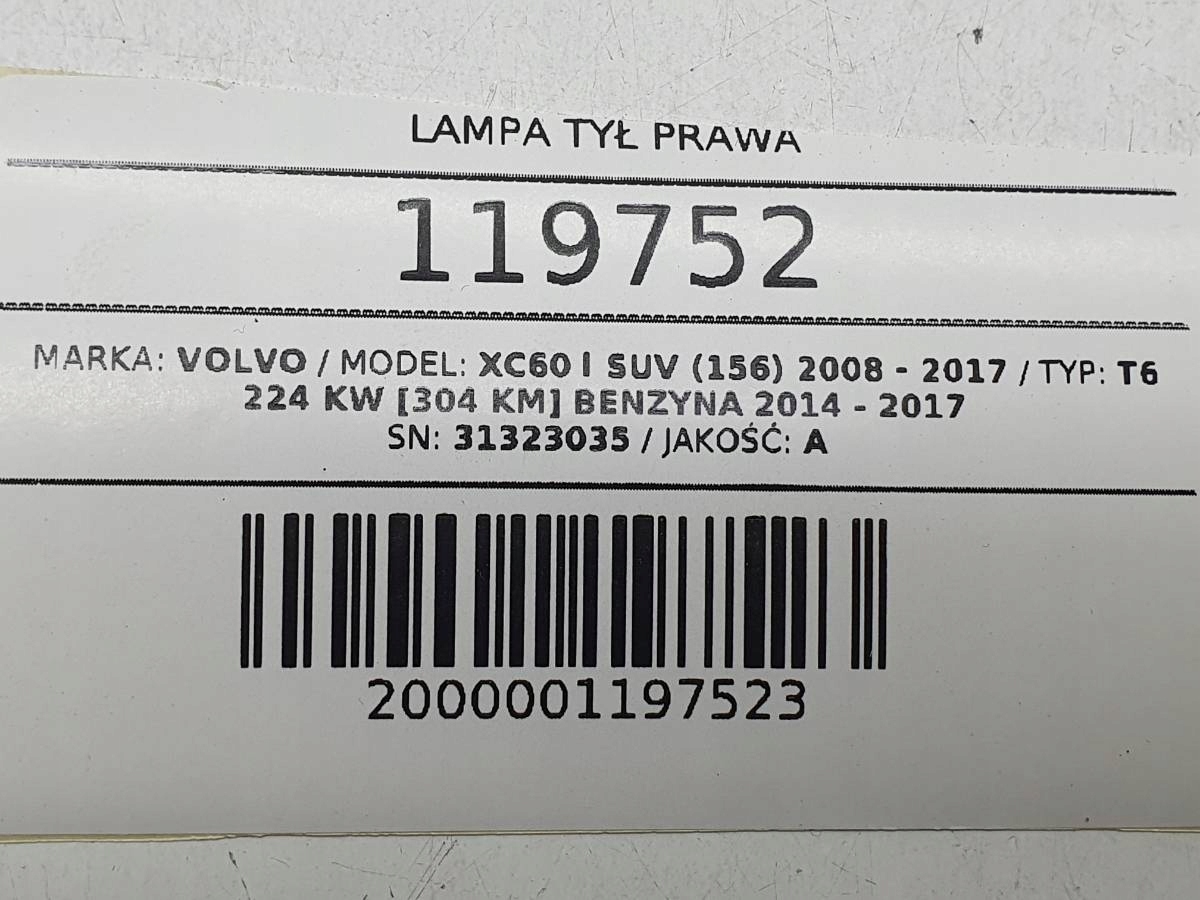 LAMPA TYŁ PRAWA
119752
MARKA: VOLVO / MODEL: XC60 I SUV (156) 2008 - 2017 / TYP: T6
224 KW [304 KM] BENZYNA 2014 - 2017
SN: 31323035 / JAKOŚĆ: A
2000001197523